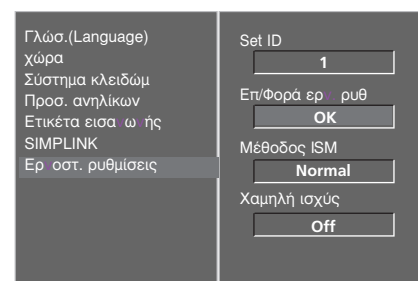 Γλώσ.(Language)
χώρα
Σύστημα κλειδώμ
Προσ. ανηλίκων
Ετικέτα
SIMPLINK
ρυθμίσεις
Set ID
1
Επ/Φορά
OK
Μέθοδος ISM
Normal
Χαμηλή ισχύς
Off